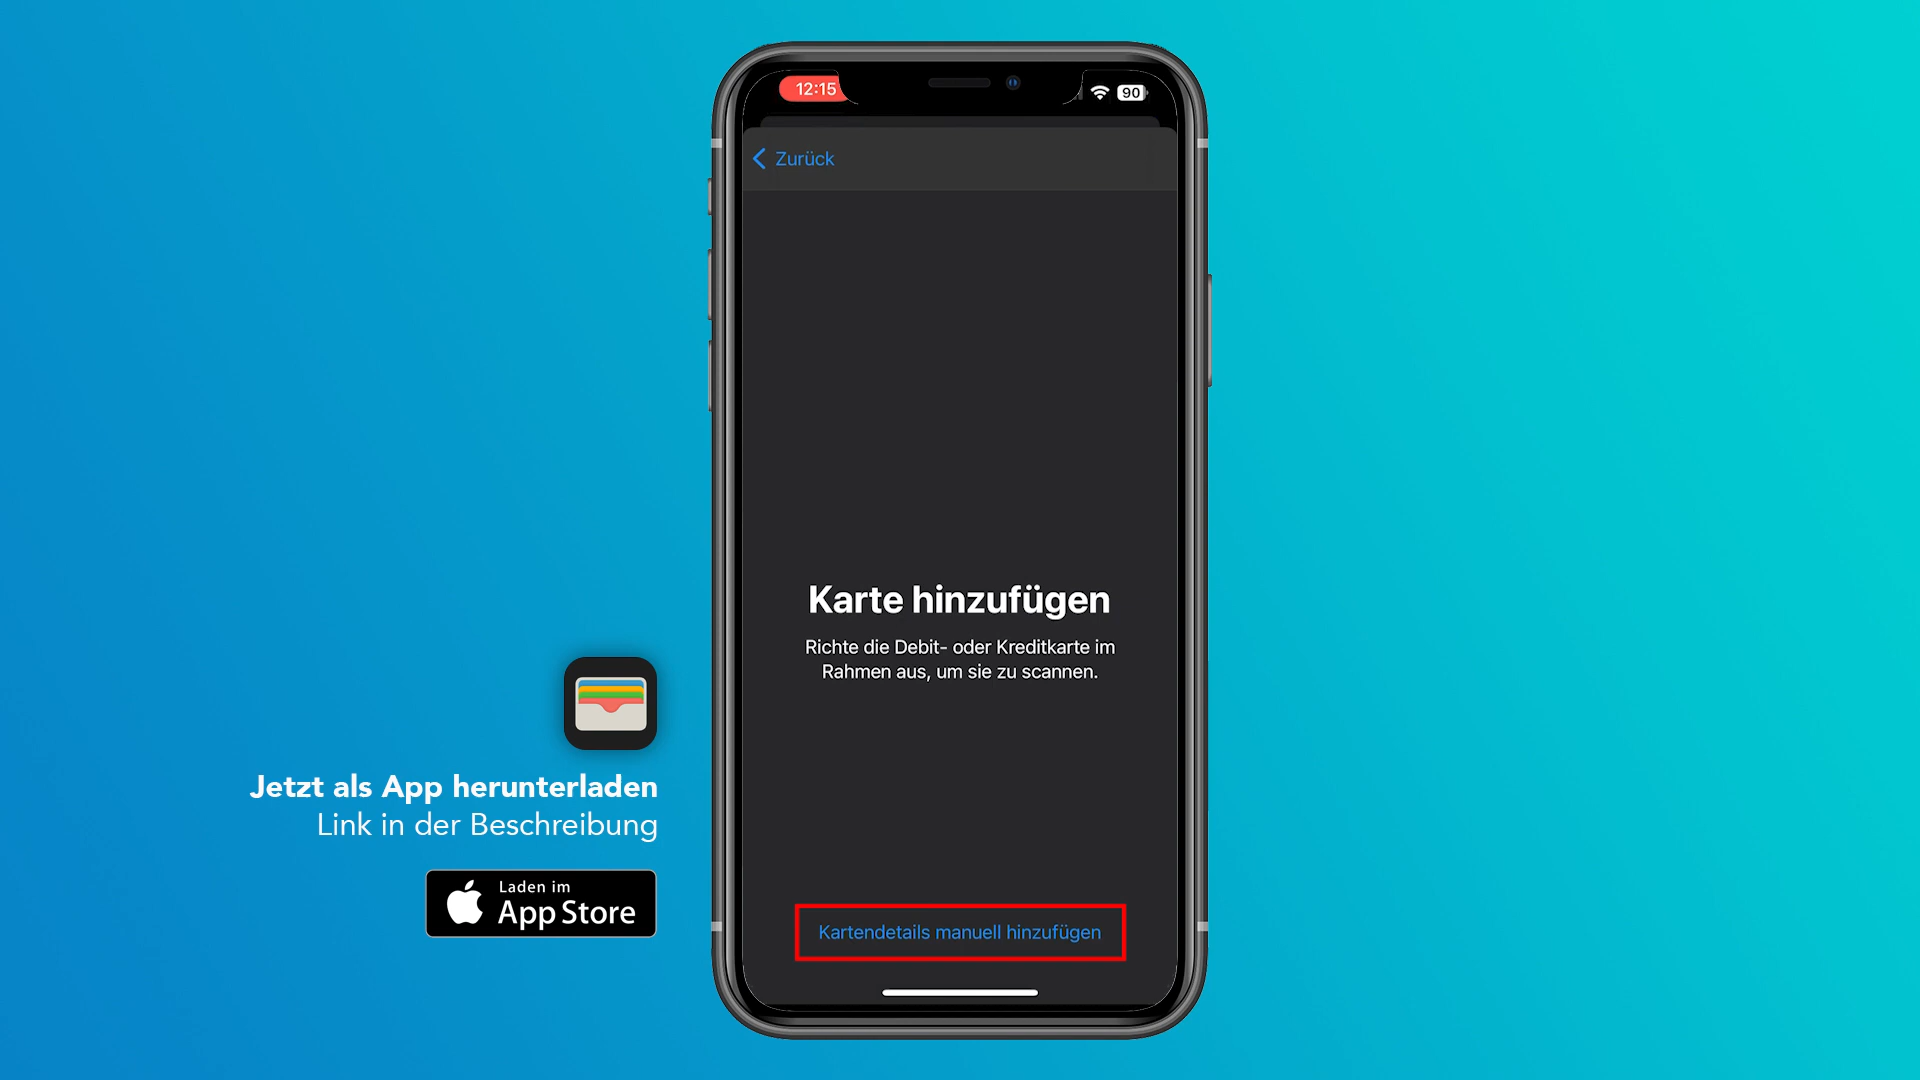 12:15
90
Zurück
Karte hinzufügen
Richte die Debit- oder Kreditkarte im
Rahmen aus, um sie zu scannen.
Kartendetails manuell hinzufügen
Jetzt als App herunterladen
Link in der Beschreibung
Laden im
App Store